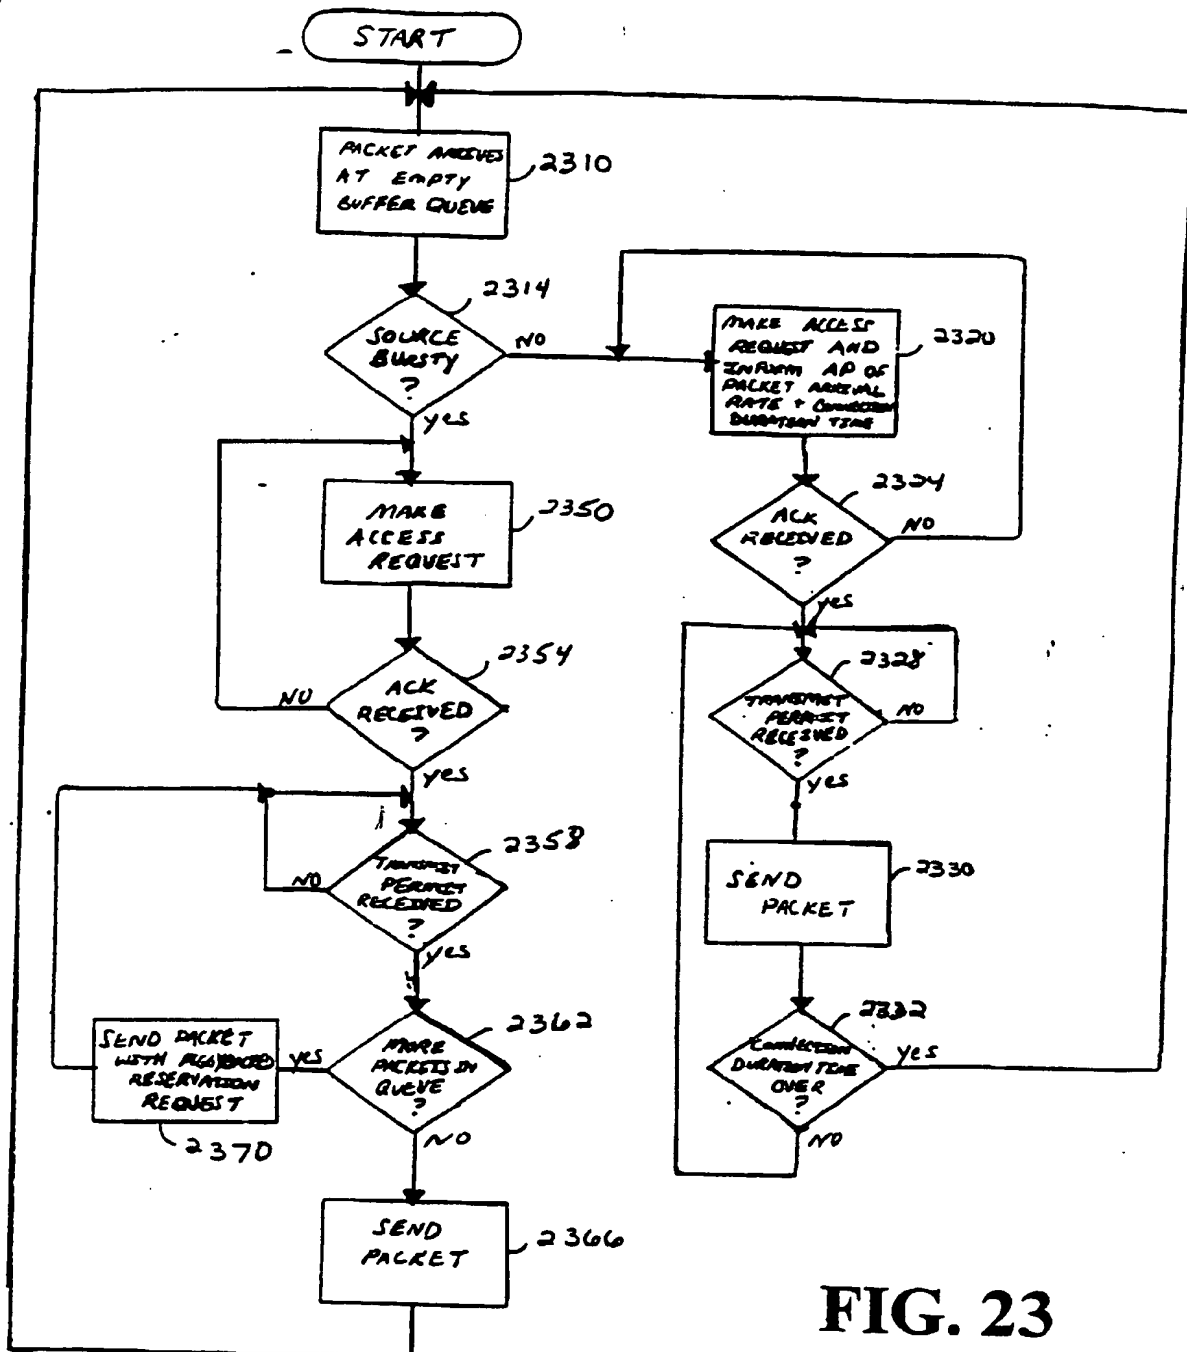 START
PACKET ARRIVES
AT EMPTY
BUFFER QUEUE
2310
2314
SOURCE
BURSTY
?
NO
yes
MAKE ACCESS
REQUEST AND
INFORM AP OF
PACKET ARRIVAL
RATE + CONNECTION
DURATION TIME
2320
2324
ACK
RECEIVED
?
NO
yes
MAKE
ACCESS
REQUEST
2350
2354
ACK
RECEIVED
?
NO
yes
2328
TRANSMIT
PERMIT
RECEIVED
?
NO
yes
2358
TRANSMIT
PERMIT
RECEIVED
?
NO
yes
SEND
PACKET
2330
2332
CONNECTION
DURATION TIME
OVER
?
yes
NO
2362
MORE
PACKETS IN
QUEUE
?
yes
NO
SEND PACKET
WITH PIGGYBACKED
RESERVATION
REQUEST
2370
SEND
PACKET
2366
FIG. 23